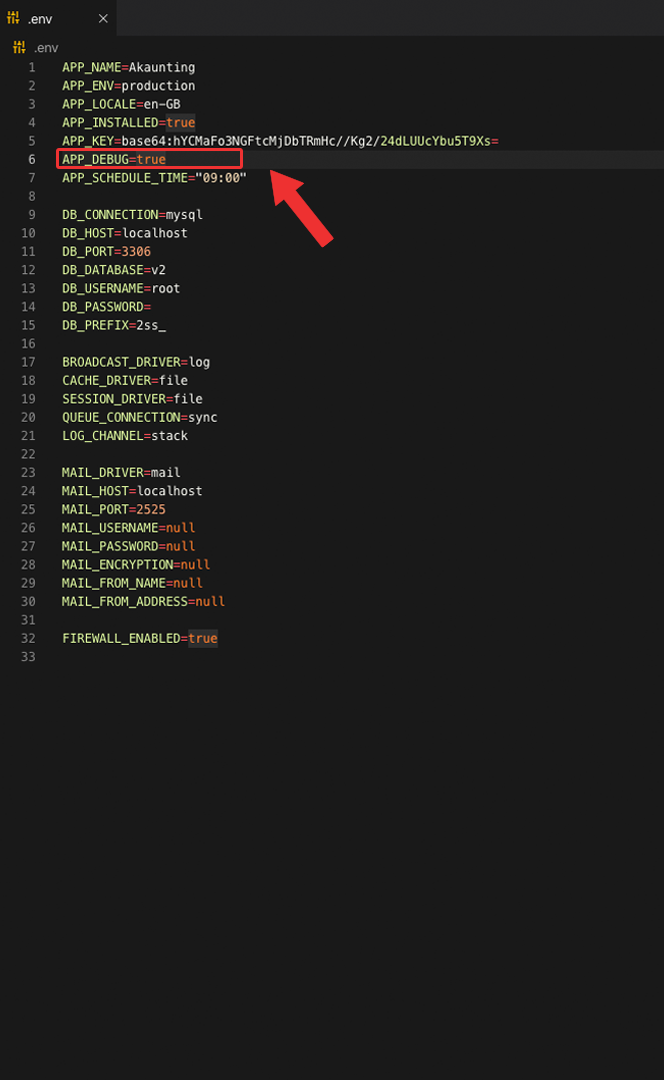 .env
.env
1 APP_NAME=Akaunting
2 APP_ENV=production
3 APP_LOCALE=en-GB
4 APP_INSTALLED=true
5 APP_KEY=base64:hYCMaFo3NGFtcMjDbTRmHc//Kg2/24dLUUcYbu5T9Xs=
6 APP_DEBUG=true
7 APP_SCHEDULE_TIME="09:00"
8
9 DB_CONNECTION=mysql
10 DB_HOST=localhost
11 DB_PORT=3306
12 DB_DATABASE=v2
13 DB_USERNAME=root
14 DB_PASSWORD=
15 DB_PREFIX=2ss_
16
17 BROADCAST_DRIVER=log
18 CACHE_DRIVER=file
19 SESSION_DRIVER=file
20 QUEUE_CONNECTION=sync
21 LOG_CHANNEL=stack
22
23 MAIL_DRIVER=mail
24 MAIL_HOST=localhost
25 MAIL_PORT=2525
26 MAIL_USERNAME=null
27 MAIL_PASSWORD=null
28 MAIL_ENCRYPTION=null
29 MAIL_FROM_NAME=null
30 MAIL_FROM_ADDRESS=null
31
32 FIREWALL_ENABLED=true
33